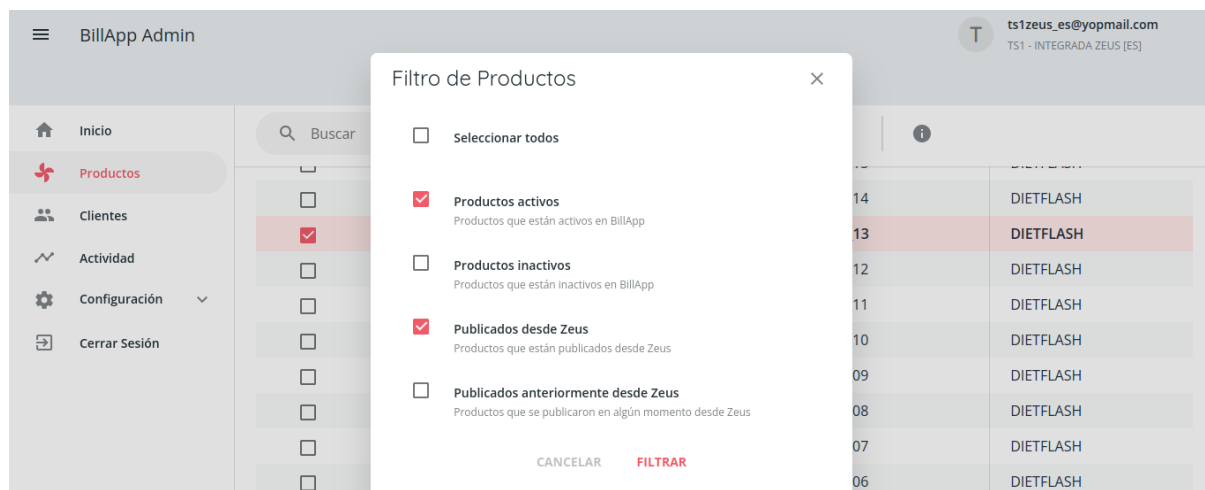 BillApp Admin
T
ts1zeus_es@yopmail.com
TS1 - INTEGRADA ZEUS [ES]
Filtro de Productos
Inicio
Productos
Clientes
Actividad
Configuración
Cerrar Sesión
Buscar
Seleccionar todos
Productos activos
Productos que están activos en BillApp
Productos inactivos
Productos que están inactivos en BillApp
Publicados desde Zeus
Productos que están publicados desde Zeus
Publicados anteriormente desde Zeus
Productos que se publicaron en algún momento desde Zeus
CANCELAR FILTRAR
14 DIETFLASH
13 DIETFLASH
12 DIETFLASH
11 DIETFLASH
10 DIETFLASH
09 DIETFLASH
08 DIETFLASH
07 DIETFLASH
06 DIETFLASH